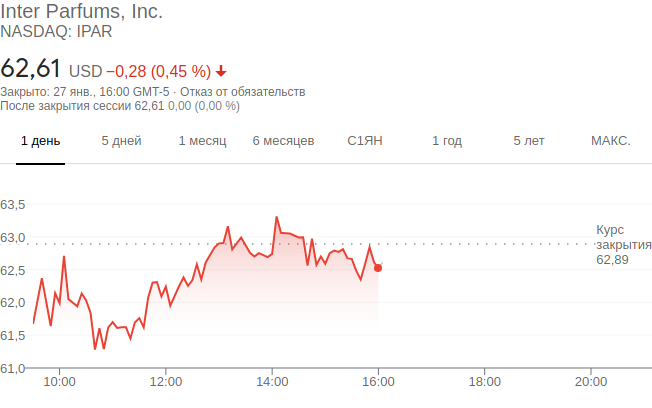 Inter Parfums, Inc.
NASDAQ: IPAR
62,61 USD −0,28 (0,45 %)
Закрыто: 27 янв., 16:00 GMT-5 · Отказ от обязательств
После закрытия сессии 62,61 0,00 (0,00 %)
1 день 5 дней 1 месяц 6 месяцев С1ЯН 1 год 5 лет МАКС.
63,5
63,0
62,5
62,0
61,5
61,0
Курс
закрытия
62,89
10:00 12:00 14:00 16:00 18:00 20:00